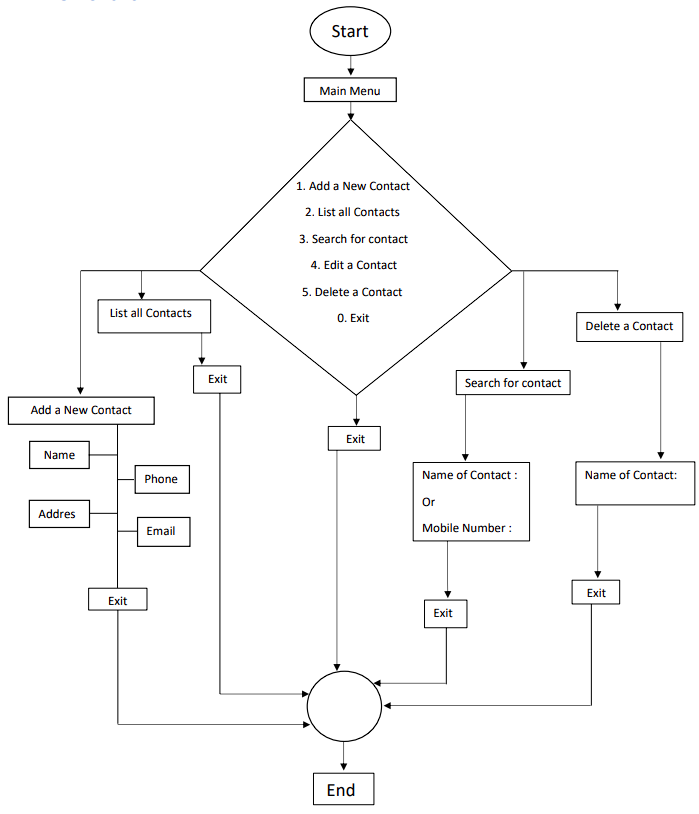 Start
Main Menu
1. Add a New Contact
2. List all Contacts
3. Search for contact
4. Edit a Contact
5. Delete a Contact
0. Exit
List all Contacts
Delete a Contact
Exit
Search for contact
Add a New Contact
Exit
Name
Phone
Addres
Email
Name of Contact :
Or
Mobile Number :
Name of Contact:
Exit
Exit
Exit
End